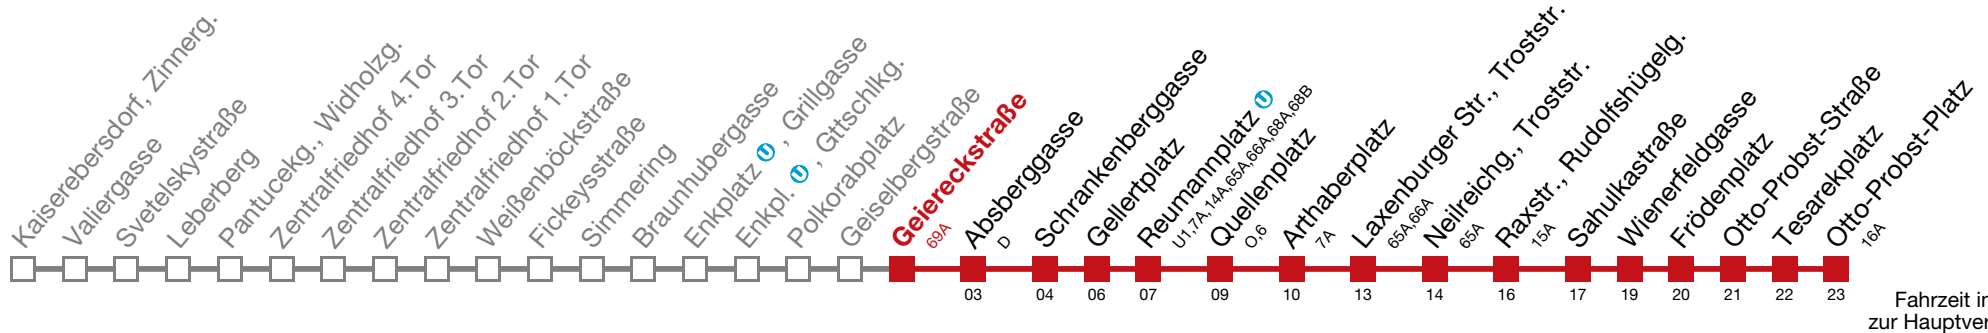 Kaiserebersdorf, Zinnerg.
Valiergasse
Svetelskystraße
Leberberg
Pantucekg., Widholzg.
Zentralfriedhof 4.Tor
Zentralfriedhof 3.Tor
Zentralfriedhof 2.Tor
Zentralfriedhof 1.Tor
Weißenböckstraße
Fickeysstraße
Simmering
Braunhubergasse
Enkplatz U , Grillgasse
Enkpl. U , Gttschlkg.
Polkorabplatz
Geiselbergstraße
Geiereckstraße
69A
Absberggasse
D
Schrankenberggasse
Gellertplatz
Reumannplatz U
U1,7A,14A,65A,66A,68A,68B
Quellenplatz
O,6
Arthaberplatz
7A
Laxenburger Str., Troststr.
65A,66A
Neilreichg., Troststr.
65A
Raxstr., Rudolfshügelg.
15A
Sahulkastraße
Wienerfeldgasse
Frödenplatz
Otto-Probst-Straße
Tesarekplatz
Otto-Probst-Platz
16A
03 04 06 07 09 10 13 14 16 17 19 20 21 22 23
Fahrzeit in
zur Hauptver